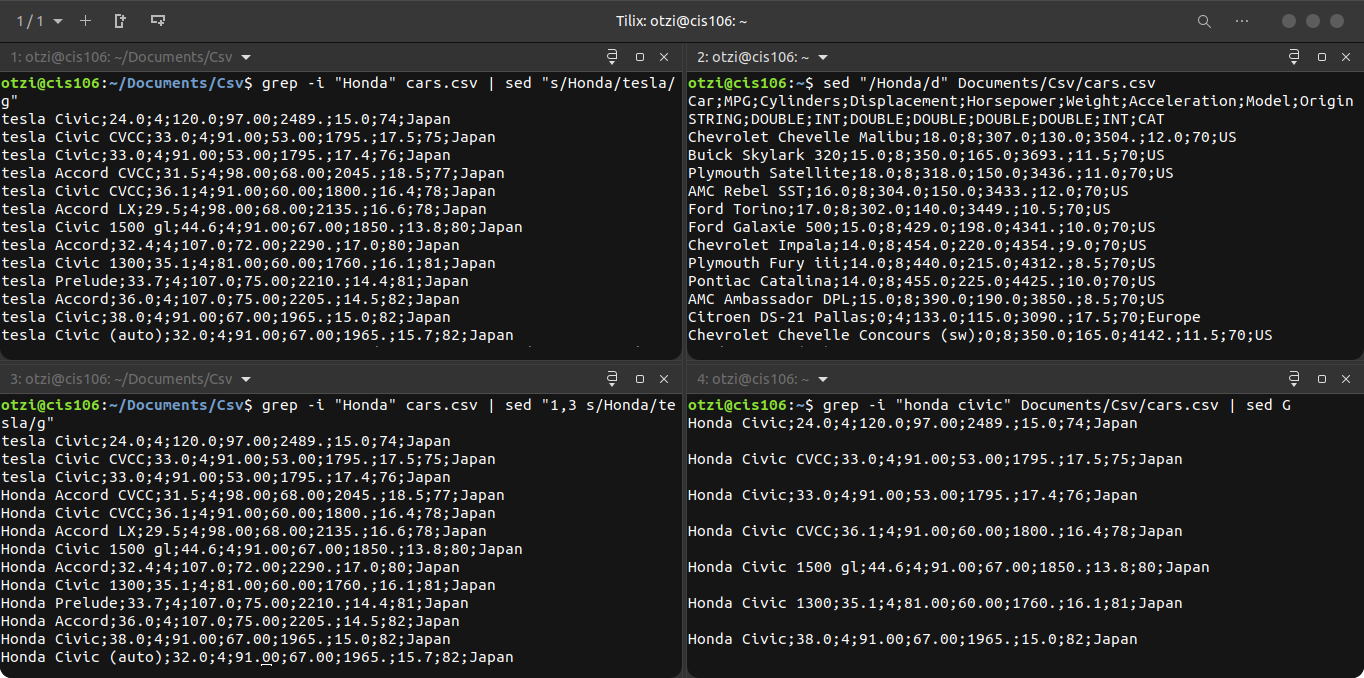 1 / 1
Tilix: otzi@cis106: ~
1: otzi@cis106: ~/Documents/Csv
otzi@cis106:~/Documents/Csv$ grep -i "Honda" cars.csv | sed "s/Honda/tesla/
g"
tesla Civic;24.0;4;120.0;97.00;2489.;15.0;74;Japan
tesla Civic CVCC;33.0;4;91.00;53.00;1795.;17.5;75;Japan
tesla Civic;33.0;4;91.00;53.00;1795.;17.4;76;Japan
tesla Accord CVCC;31.5;4;98.00;68.00;2045.;18.5;77;Japan
tesla Civic CVCC;36.1;4;91.00;60.00;1800.;16.4;78;Japan
tesla Accord LX;29.5;4;98.00;68.00;2135.;16.6;78;Japan
tesla Civic 1500 gl;44.6;4;91.00;67.00;1850.;13.8;80;Japan
tesla Accord;32.4;4;107.0;72.00;2290.;17.0;80;Japan
tesla Civic 1300;35.1;4;81.00;60.00;1760.;16.1;81;Japan
tesla Prelude;33.7;4;107.0;75.00;2210.;14.4;81;Japan
tesla Accord;36.0;4;107.0;75.00;2205.;14.5;82;Japan
tesla Civic;38.0;4;91.00;67.00;1965.;15.0;82;Japan
tesla Civic (auto);32.0;4;91.00;67.00;1965.;15.7;82;Japan
2: otzi@cis106: ~
otzi@cis106:~$ sed "/Honda/d" Documents/Csv/cars.csv
Car;MPG;Cylinders;Displacement;Horsepower;Weight;Acceleration;Model;Origin
STRING;DOUBLE;INT;DOUBLE;DOUBLE;DOUBLE;DOUBLE;INT;CAT
Chevrolet Chevelle Malibu;18.0;8;307.0;130.0;3504.;12.0;70;US
Buick Skylark 320;15.0;8;350.0;165.0;3693.;11.5;70;US
Plymouth Satellite;18.0;8;318.0;150.0;3436.;11.0;70;US
AMC Rebel SST;16.0;8;304.0;150.0;3433.;12.0;70;US
Ford Torino;17.0;8;302.0;140.0;3449.;10.5;70;US
Ford Galaxie 500;15.0;8;429.0;198.0;4341.;10.0;70;US
Chevrolet Impala;14.0;8;454.0;220.0;4354.;9.0;70;US
Plymouth Fury iii;14.0;8;440.0;215.0;4312.;8.5;70;US
Pontiac Catalina;14.0;8;455.0;225.0;4425.;10.0;70;US
AMC Ambassador DPL;15.0;8;390.0;190.0;3850.;8.5;70;US
Citroen DS-21 Pallas;0;4;133.0;115.0;3090.;17.5;70;Europe
Chevrolet Chevelle Concours (sw);0;8;350.0;165.0;4142.;11.5;70;US
3: otzi@cis106: ~/Documents/Csv
otzi@cis106:~/Documents/Csv$ grep -i "Honda" cars.csv | sed "1,3 s/Honda/te
sla/g"
tesla Civic;24.0;4;120.0;97.00;2489.;15.0;74;Japan
tesla Civic CVCC;33.0;4;91.00;53.00;1795.;17.5;75;Japan
tesla Civic;33.0;4;91.00;53.00;1795.;17.4;76;Japan
Honda Accord CVCC;31.5;4;98.00;68.00;2045.;18.5;77;Japan
Honda Civic CVCC;36.1;4;91.00;60.00;1800.;16.4;78;Japan
Honda Accord LX;29.5;4;98.00;68.00;2135.;16.6;78;Japan
Honda Civic 1500 gl;44.6;4;91.00;67.00;1850.;13.8;80;Japan
Honda Accord;32.4;4;107.0;72.00;2290.;17.0;80;Japan
Honda Civic 1300;35.1;4;81.00;60.00;1760.;16.1;81;Japan
Honda Prelude;33.7;4;107.0;75.00;2210.;14.4;81;Japan
Honda Accord;36.0;4;107.0;75.00;2205.;14.5;82;Japan
Honda Civic;38.0;4;91.00;67.00;1965.;15.0;82;Japan
Honda Civic (auto);32.0;4;91.00;67.00;1965.;15.7;82;Japan
4: otzi@cis106: ~
otzi@cis106:~$ grep -i "honda civic" Documents/Csv/cars.csv | sed G
Honda Civic;24.0;4;120.0;97.00;2489.;15.0;74;Japan
Honda Civic CVCC;33.0;4;91.00;53.00;1795.;17.5;75;Japan
Honda Civic;33.0;4;91.00;53.00;1795.;17.4;76;Japan
Honda Civic CVCC;36.1;4;91.00;60.00;1800.;16.4;78;Japan
Honda Civic 1500 gl;44.6;4;91.00;67.00;1850.;13.8;80;Japan
Honda Civic 1300;35.1;4;81.00;60.00;1760.;16.1;81;Japan
Honda Civic;38.0;4;91.00;67.00;1965.;15.0;82;Japan